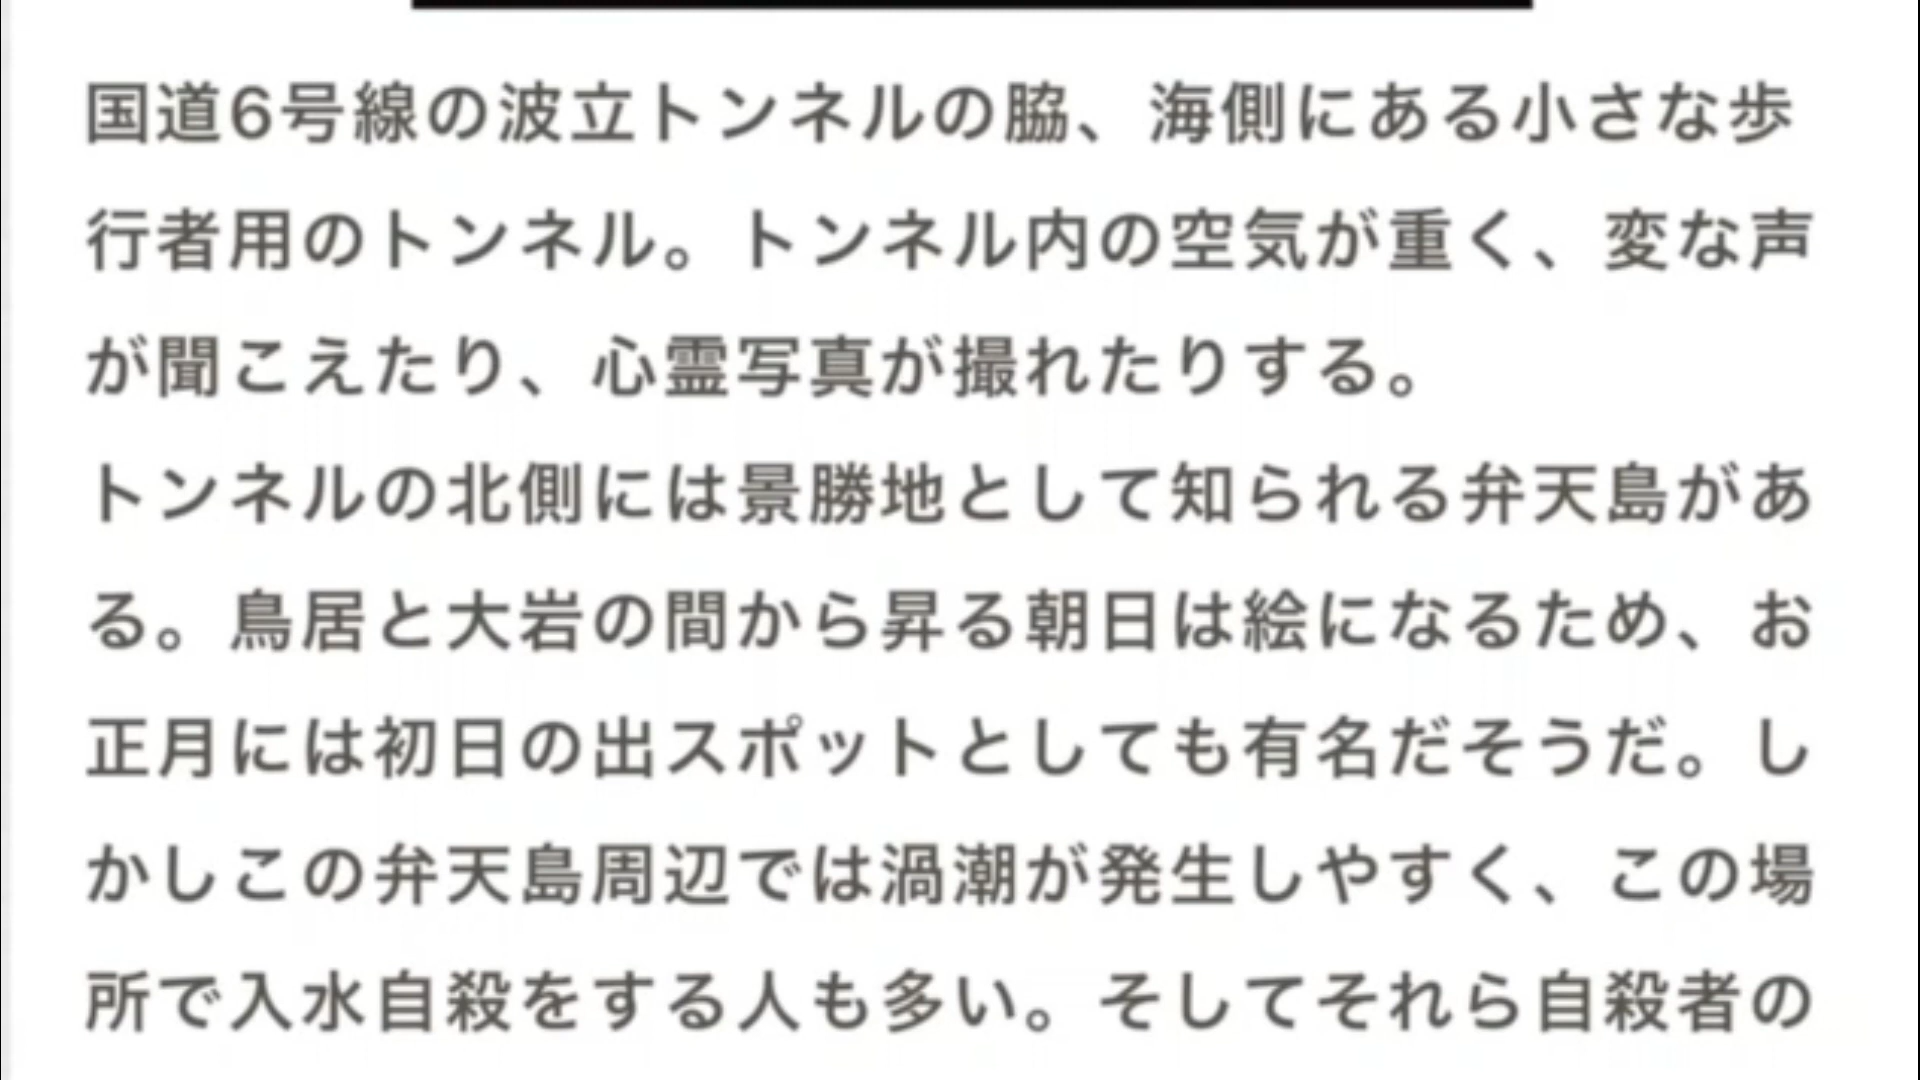 国道6号線の波立トンネルの脇、海側にある小さな歩
行者用のトンネル。トンネル内の空気が重く、変な声
が聞こえたり、心霊写真が撮れたりする。
トンネルの北側には景勝地として知られる弁天島があ
る。鳥居と大岩の間から昇る朝日は絵になるため、お
正月には初日の出スポットとしても有名だそうだ。し
かしこの弁天島周辺では渦潮が発生しやすく、この場
所で入水自殺をする人も多い。そしてそれら自殺者の